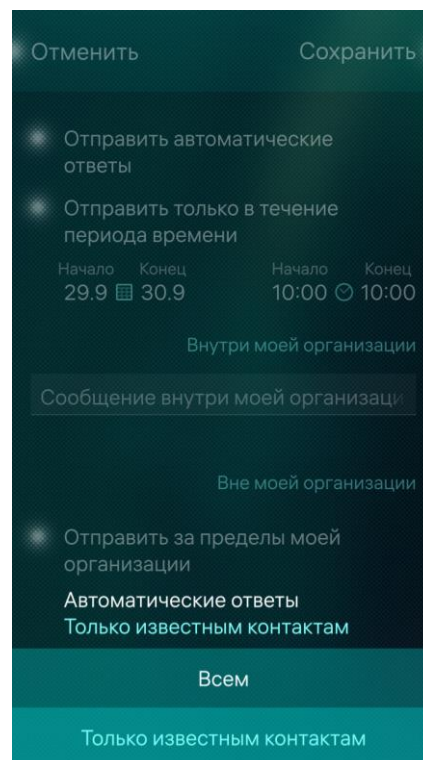 Отменить Сохранить
Отправить автоматические
ответы
Отправить только в течение
периода времени
Начало Конец Начало Конец
29.9 30.9 10:00 10:00
Внутри моей организации
Сообщение внутри моей организаци
Вне моей организации
Отправить за пределы моей
организации
Автоматические ответы
Только известным контактам
Всем
Только известным контактам